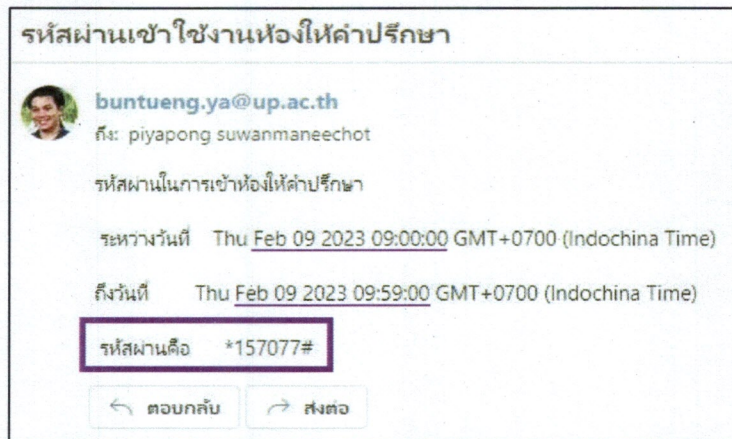 รหัสผ่านเข้าใช้งานห้องให้คำปรึกษา
buntueng.ya@up.ac.th
ถึง: piyapong suwanmaneechot
รหัสผ่านในการเข้าห้องให้คำปรึกษา
ระหว่างวันที่ Thu Feb 09 2023 09:00:00 GMT+0700 (Indochina Time)
ถึงวันที่ Thu Feb 09 2023 09:59:00 GMT+0700 (Indochina Time)
รหัสผ่านคือ *157077#
ตอบกลับ ส่งต่อ